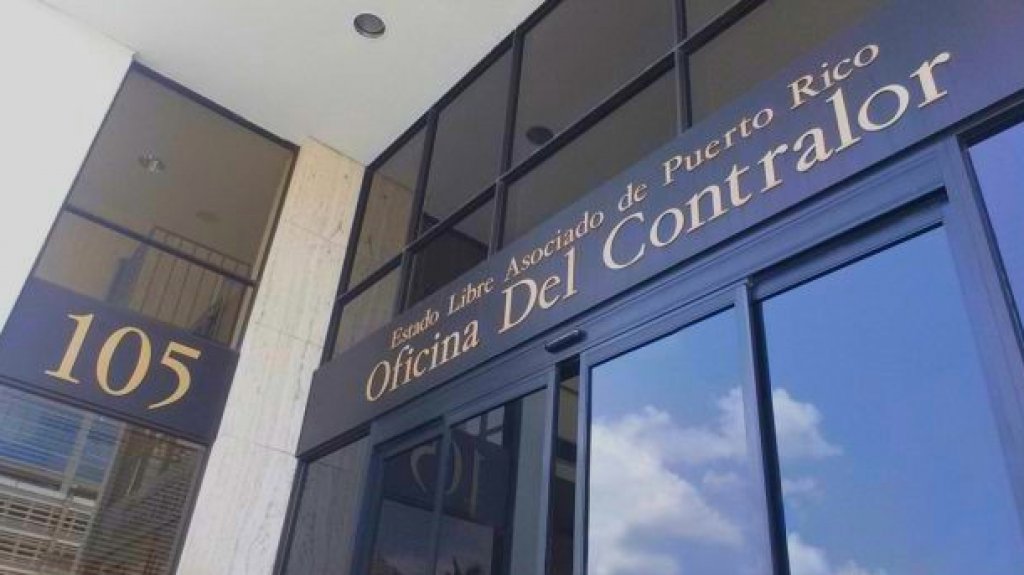 105
Estado Libre Asociado de Puerto Rico
Oficina Del Contralor